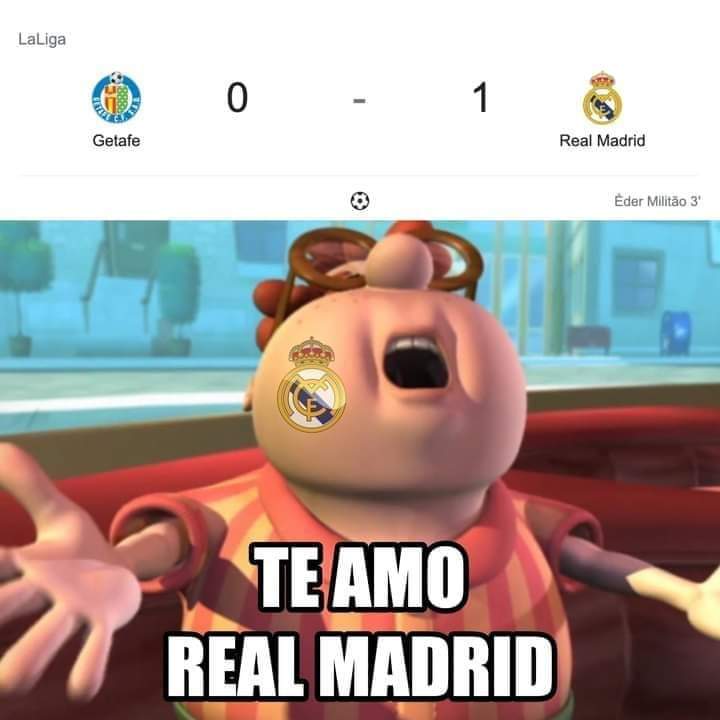 LaLiga
0 - 1
Getafe Real Madrid
Éder Militão 3'
TE AMO
REAL MADRID